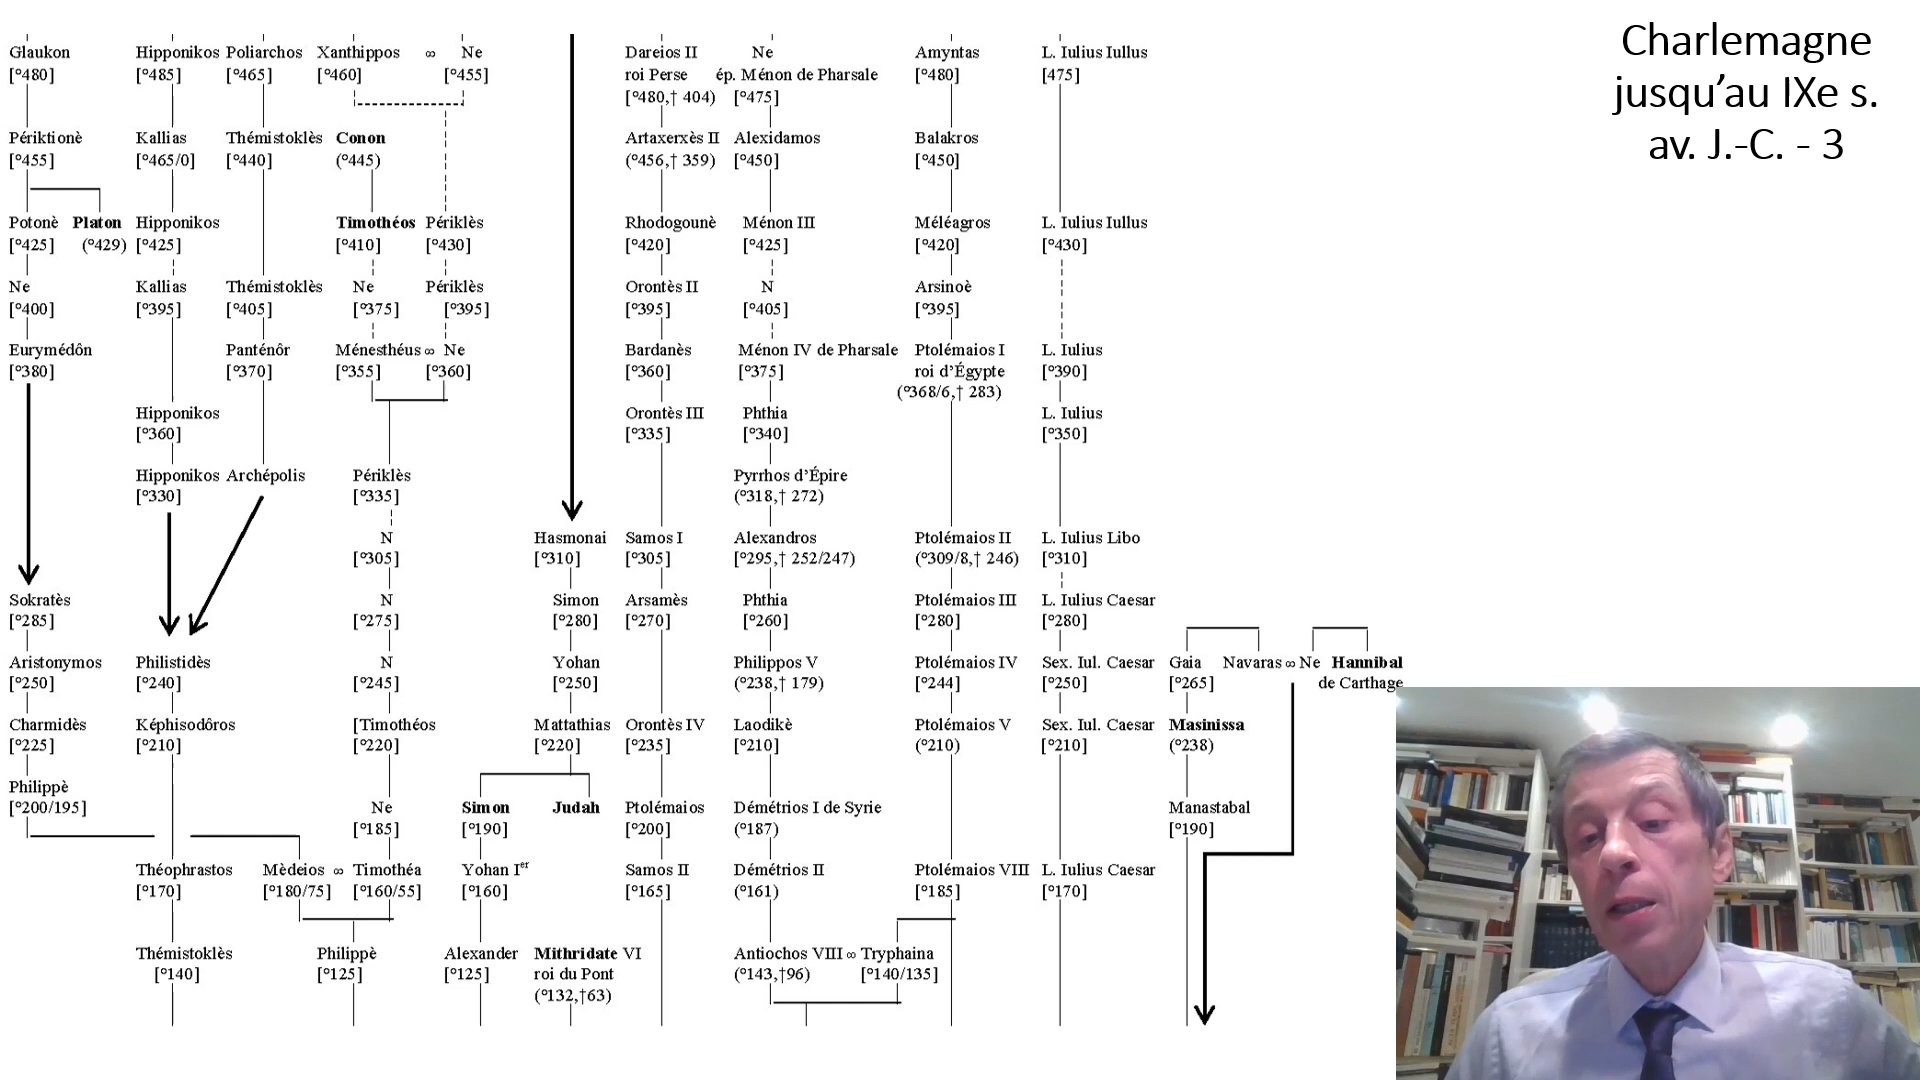 Charlemagne
jusqu’au IXe s.
av. J.-C. - 3
Glaukon Hipponikos Poliarchos Xanthippos ∞ Ne Dareios II Ne Amyntas L. Iulius Iullus
[°480] [°485] [°465] [°460] [°455] roi Perse ép. Ménon de Pharsale [°480] [475]
[°480,† 404) [°475]
Périktionè Kallias Thémistoklès Conon Artaxerxès II Alexidamos Balakros
[°455] [°465/0] [°440] (°445) (°456,† 359) [°450] [°450]
Potonè Platon Hipponikos Timothéos Périklès Rhodogounè Ménon III Méléagros L. Iulius Iullus
[°425] (°429) [°425] [°410] [°430] [°420] [°425] [°420] [°430]
Ne Kallias Thémistoklès Ne Périklès Orontès II N Arsinoè
[°400] [°395] [°405] [°375] [°395] [°395] [°405] [°395]
Eurymédôn Panténôr Ménesthéus ∞ Ne Bardanès Ménon IV de Pharsale Ptolémaios I L. Iulius
[°380] [°370] [°355] [°360] [°360] [°375] roi d’Égypte [°390]
(°368/6,† 283)
Hipponikos Orontès III Phthia L. Iulius
[°360] [°335] [°340] [°350]
Hipponikos Archépolis Périklès Pyrrhos d’Épire
[°330] [°335] (°318,† 272)
N Hasmonai Samos I Alexandros Ptolémaios II L. Iulius Libo
[°305] [°310] [°305] [°295,† 252/247) (°309/8,† 246) [°310]
Sokratès N Simon Arsamès Phthia Ptolémaios III L. Iulius Caesar
[°285] [°275] [°280] [°270] [°260] [°280] [°280]
Aristonymos Philistidès N Yohan Philippos V Ptolémaios IV Sex. Iul. Caesar Gaia Navaras ∞ Ne Hannibal
[°250] [°240] [°245] [°250] (°238,† 179) [°244] [°250] [°265] de Carthage
Charmidès Képhisodôros [Timothéos Mattathias Orontès IV Laodikè Ptolémaios V Sex. Iul. Caesar Masinissa
[°225] [°210] [°220] [°220] [°235] [°210] (°210) [°210] (°238)
Philippè Ne Simon Judah Ptolémaios Démétrios I de Syrie Manastabal
[°200/195] [°185] [°190] [°200] (°187) [°190]
Théophrastos Mèdeios ∞ Timothéa Yohan Ier Samos II Démétrios II Ptolémaios VIII L. Iulius Caesar
[°170] [°180/75] [°160/55] [°160] [°165] (°161) [°185] [°170]
Thémistoklès Philippè Alexander Mithridate VI Antiochos VIII ∞ Tryphaina
[°140] [°125] [°125] roi du Pont (°143,†96) [°140/135]
(°132,†63)